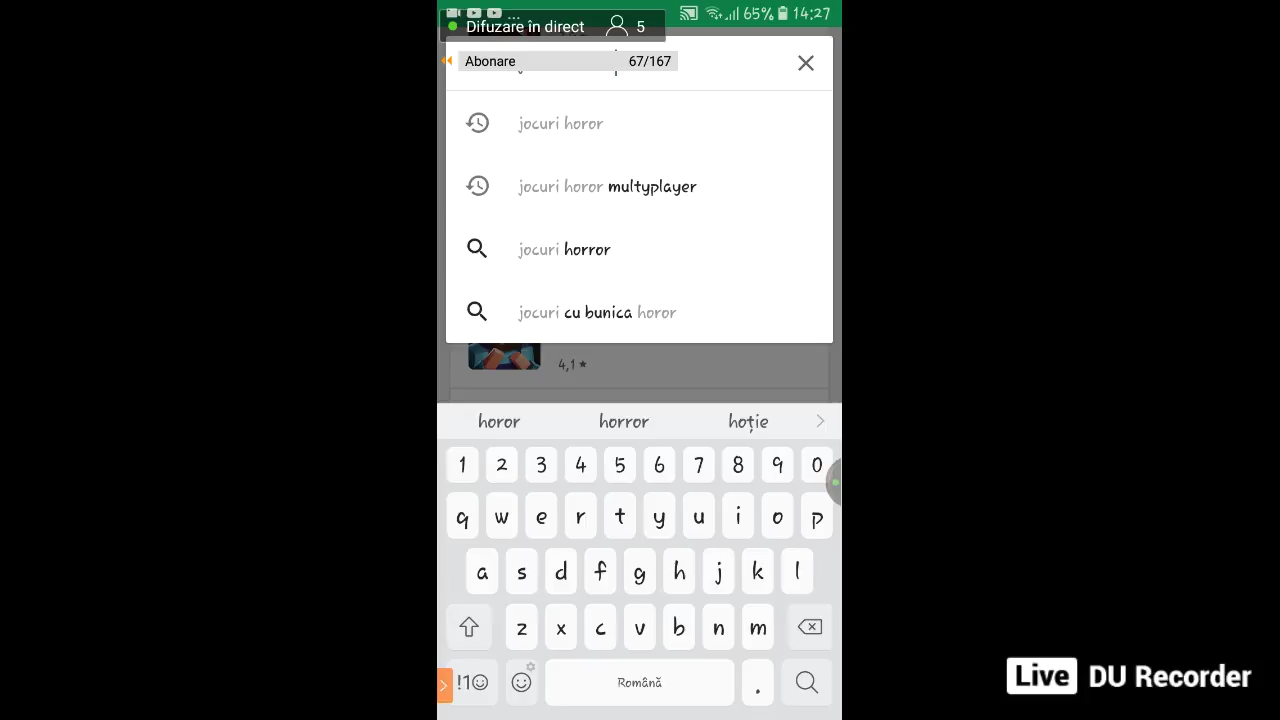 65% 14:27
Difuzare în direct 5
Abonare 67/167
jocuri horor
jocuri horor multyplayer
jocuri horror
jocuri cu bunica horor
4,1 ★
horor horror hoție
1 2 3 4 5 6 7 8 9 0
q w e r t y u i o p
a s d f g h j k l
z x c v b n m
!1☺ Română .
Live DU Recorder